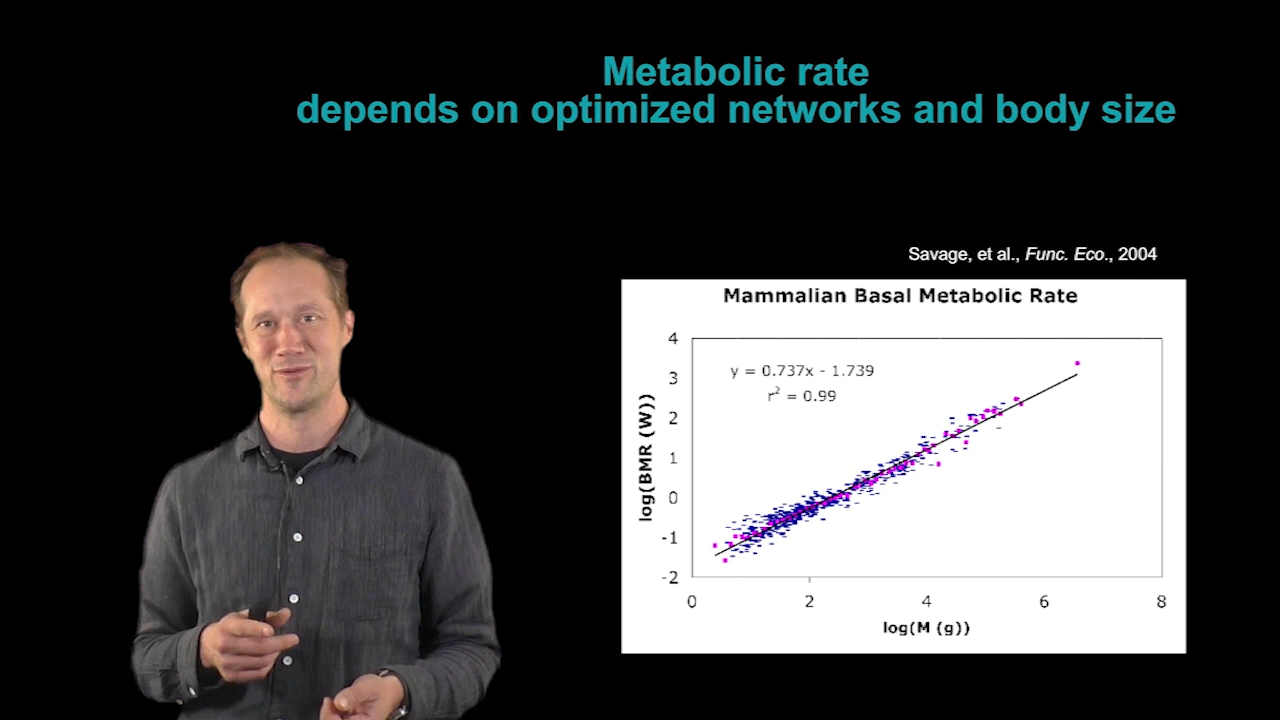 Metabolic rate
depends on optimized networks and body size
Savage, et al., Func. Eco., 2004
Mammalian Basal Metabolic Rate
y = 0.737x - 1.739
r² = 0.99
4
3
2
1
0
-1
-2
log(BMR (W))
0 2 4 6 8
log(M (g))